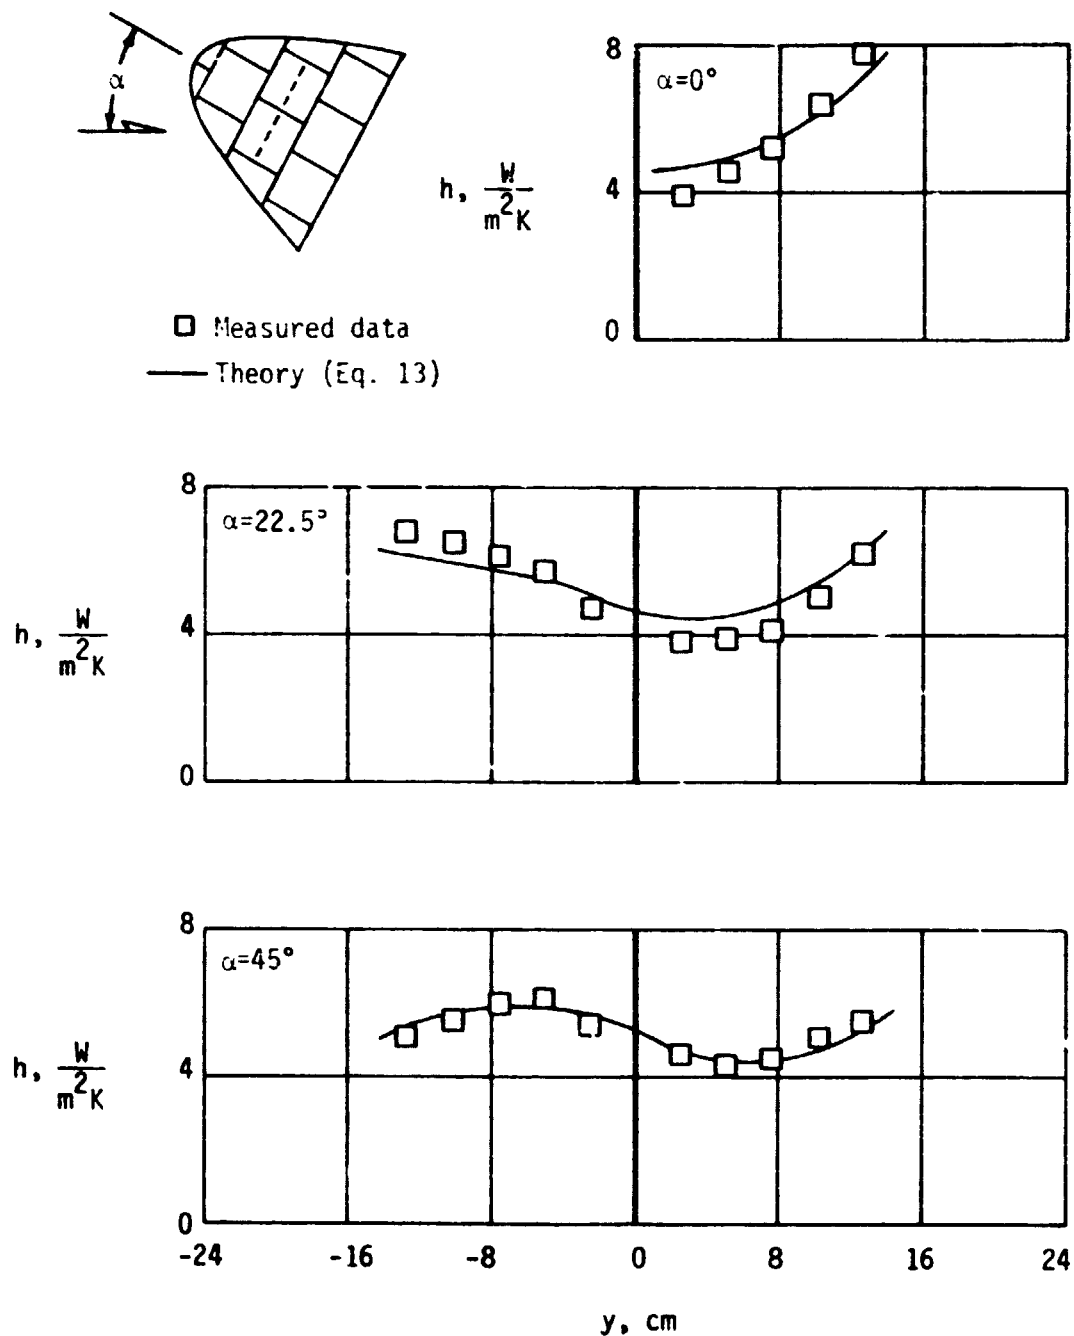 α
□ Measured data
— Theory (Eq. 13)
α=0°
h, W/m²K
8
4
0
α=22.5°
h, W/m²K
8
4
0
α=45°
h, W/m²K
8
4
0
-24 -16 -8 0 8 16 24
y, cm